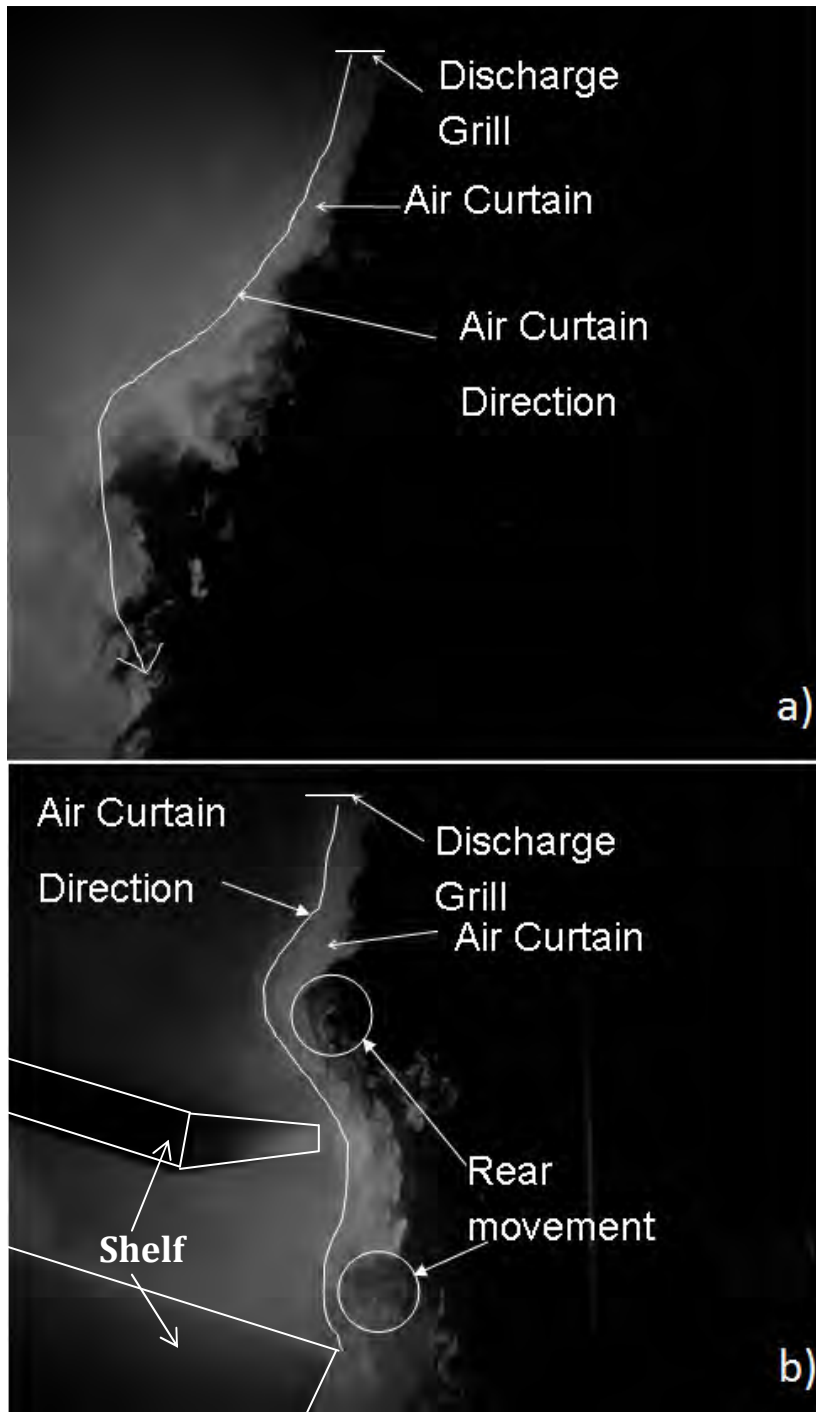 Discharge
Grill
Air Curtain
Air Curtain
Direction
a)
Air Curtain
Direction
Discharge
Grill
Air Curtain
Rear
movement
Shelf
b)